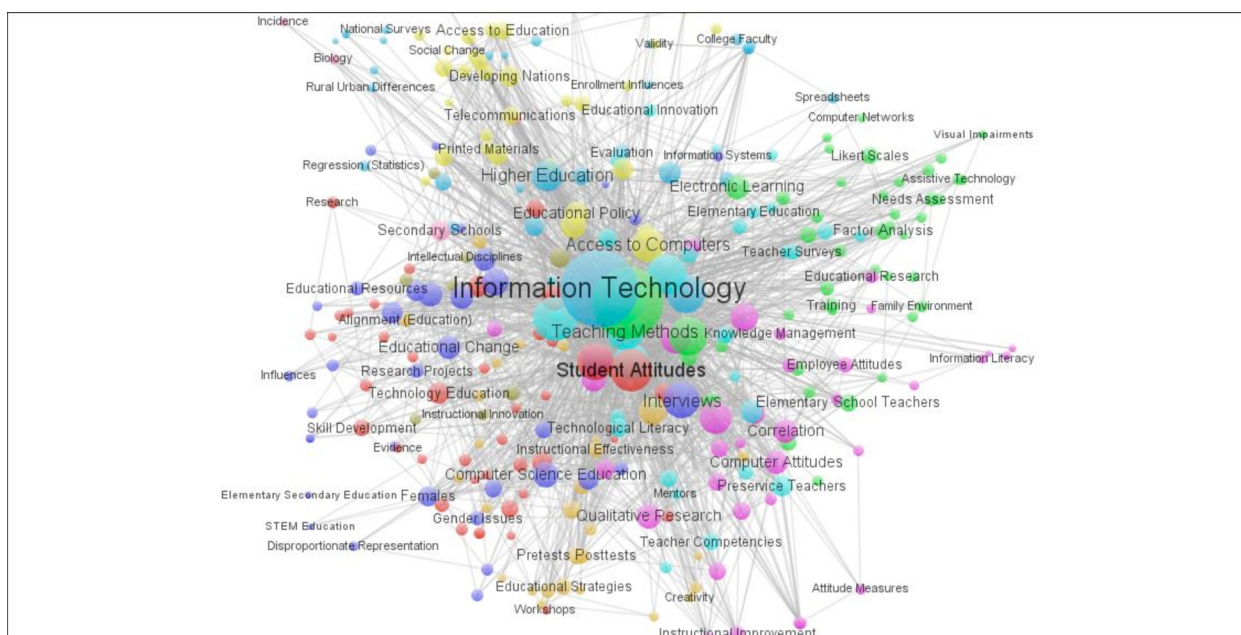 Incidence
National Surveys
Access to Education
Social Change
Validity
College Faculty
Biology
Developing Nations
Rural Urban Differences
Enrollment Influences
Spreadsheets
Telecommunications
Educational Innovation
Computer Networks
Visual Impairments
Printed Materials
Evaluation
Information Systems
Likert Scales
Regression (Statistics)
Higher Education
Electronic Learning
Assistive Technology
Research
Needs Assessment
Educational Policy
Elementary Education
Secondary Schools
Factor Analysis
Access to Computers
Teacher Surveys
Intellectual Disciplines
Educational Research
Educational Resources
Information Technology
Training
Family Environment
Alignment (Education)
Teaching Methods
Knowledge Management
Educational Change
Information Literacy
Employee Attitudes
Influences
Research Projects
Student Attitudes
Technology Education
Interviews
Elementary School Teachers
Instructional Innovation
Skill Development
Technological Literacy
Correlation
Evidence
Instructional Effectiveness
Computer Attitudes
Computer Science Education
Preservice Teachers
Elementary Secondary Education
Females
Mentors
STEM Education
Gender Issues
Qualitative Research
Disproportionate Representation
Teacher Competencies
Pretests Posttests
Educational Strategies
Attitude Measures
Creativity
Workshops
Instructional Improvement